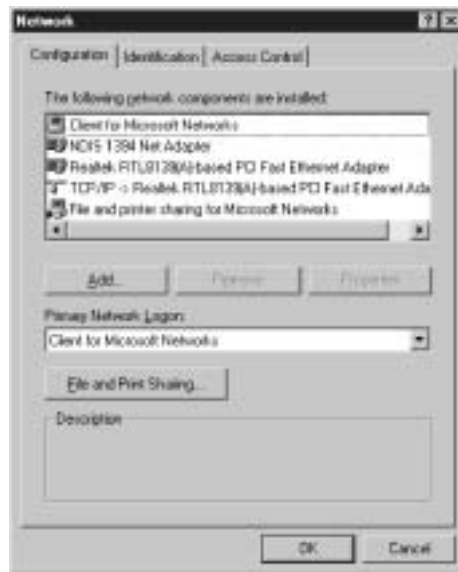 Network
Configuration Identification Access Control
The following network components are installed:
Client for Microsoft Networks
NDIS 1394 Net Adapter
Realtek RTL8139(A)-based PCI Fast Ethernet Adapter
TCP/IP -> Realtek RTL8139(A)-based PCI Fast Ethernet Ada
File and printer sharing for Microsoft Networks
Add... Remove Properties
Primary Network Logon:
Client for Microsoft Networks
File and Print Sharing...
Description
OK Cancel